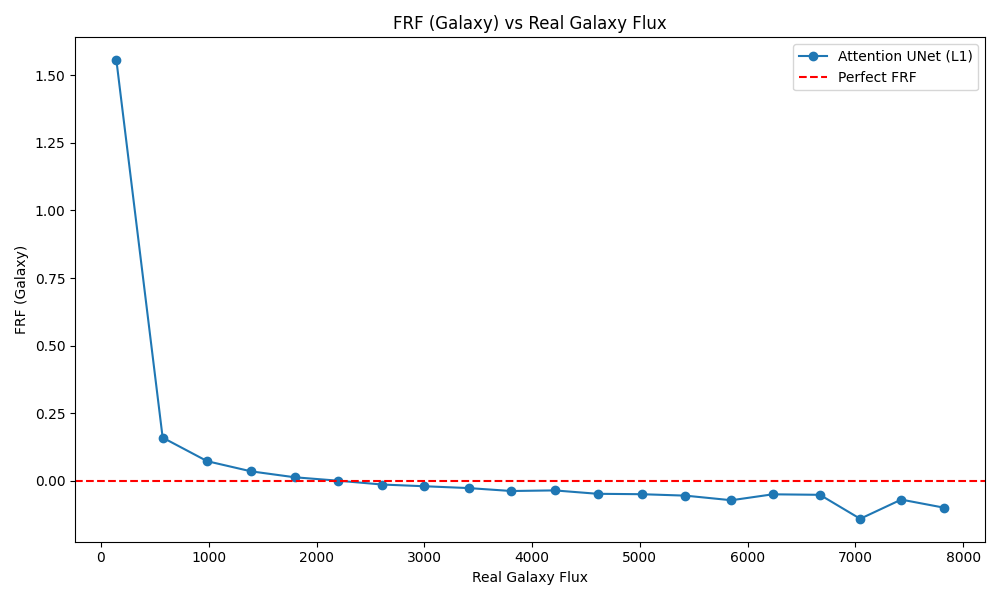 FRF (Galaxy) vs Real Galaxy Flux
Attention UNet (L1)
Perfect FRF
FRF (Galaxy)
1.50
1.25
1.00
0.75
0.50
0.25
0.00
0 1000 2000 3000 4000 5000 6000 7000 8000
Real Galaxy Flux